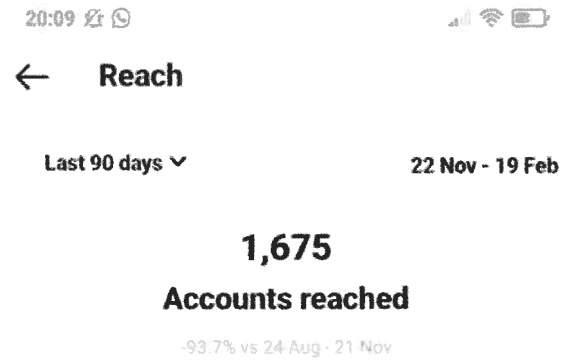 20:09
Reach
Last 90 days
22 Nov - 19 Feb
1,675
Accounts reached
-93.7% vs 24 Aug - 21 Nov